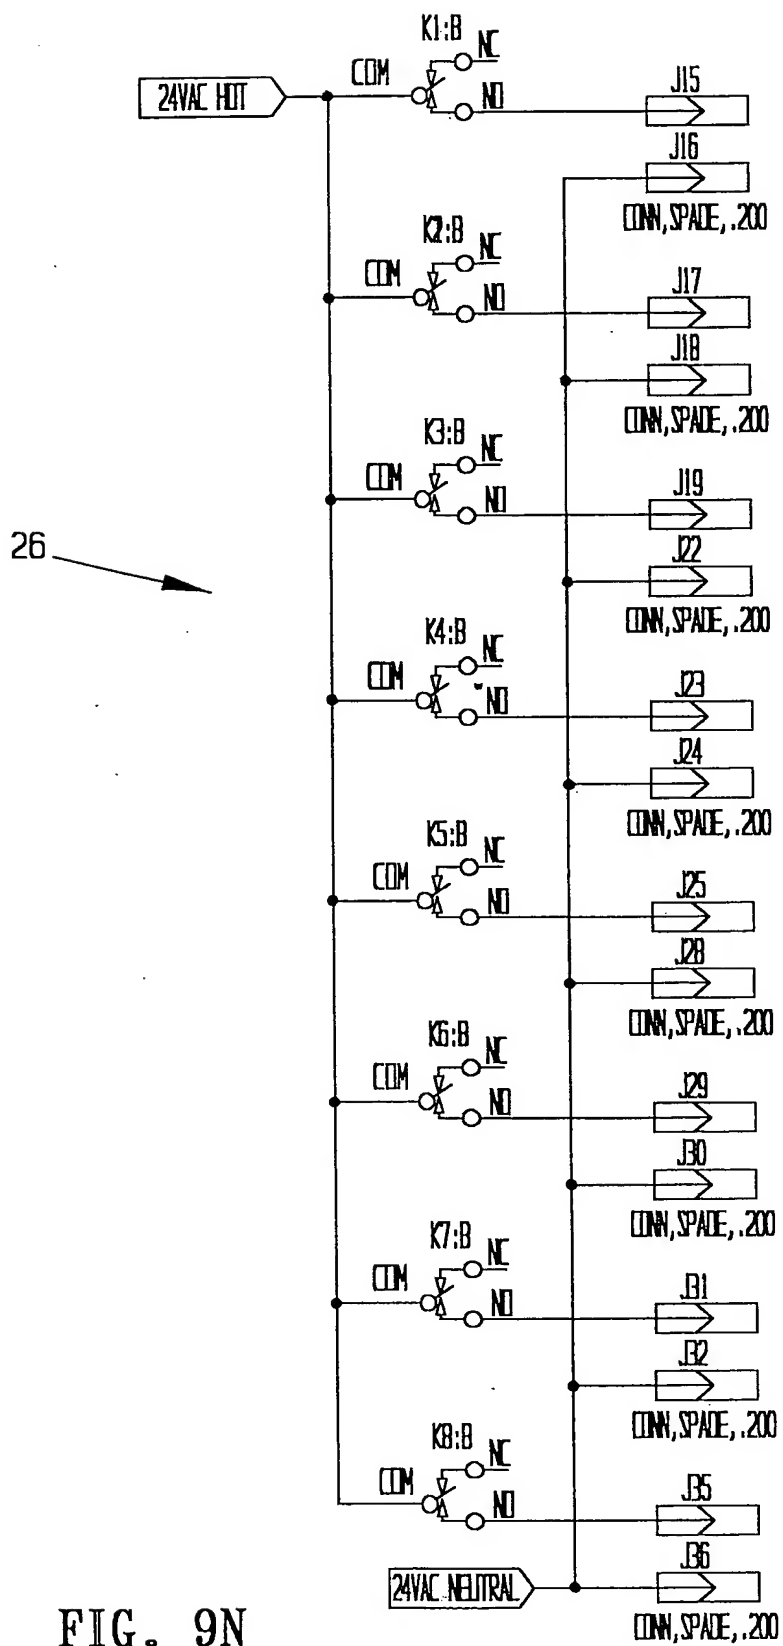 K1:B
NC
COM
24VAC HOT
NO
J15
J16
CONN,SPADE,.200
K2:B
NC
COM
NO
J17
J18
CONN,SPADE,.200
K3:B
NC
COM
NO
J19
26
J22
CONN,SPADE,.200
K4:B
NC
COM
NO
J23
J24
CONN,SPADE,.200
K5:B
NC
COM
NO
J25
J28
CONN,SPADE,.200
K6:B
NC
COM
NO
J29
J30
CONN,SPADE,.200
K7:B
NC
COM
NO
J31
J32
CONN,SPADE,.200
K8:B
NC
COM
NO
J35
J36
24VAC NEUTRAL
CONN,SPADE,.200
FIG. 9N